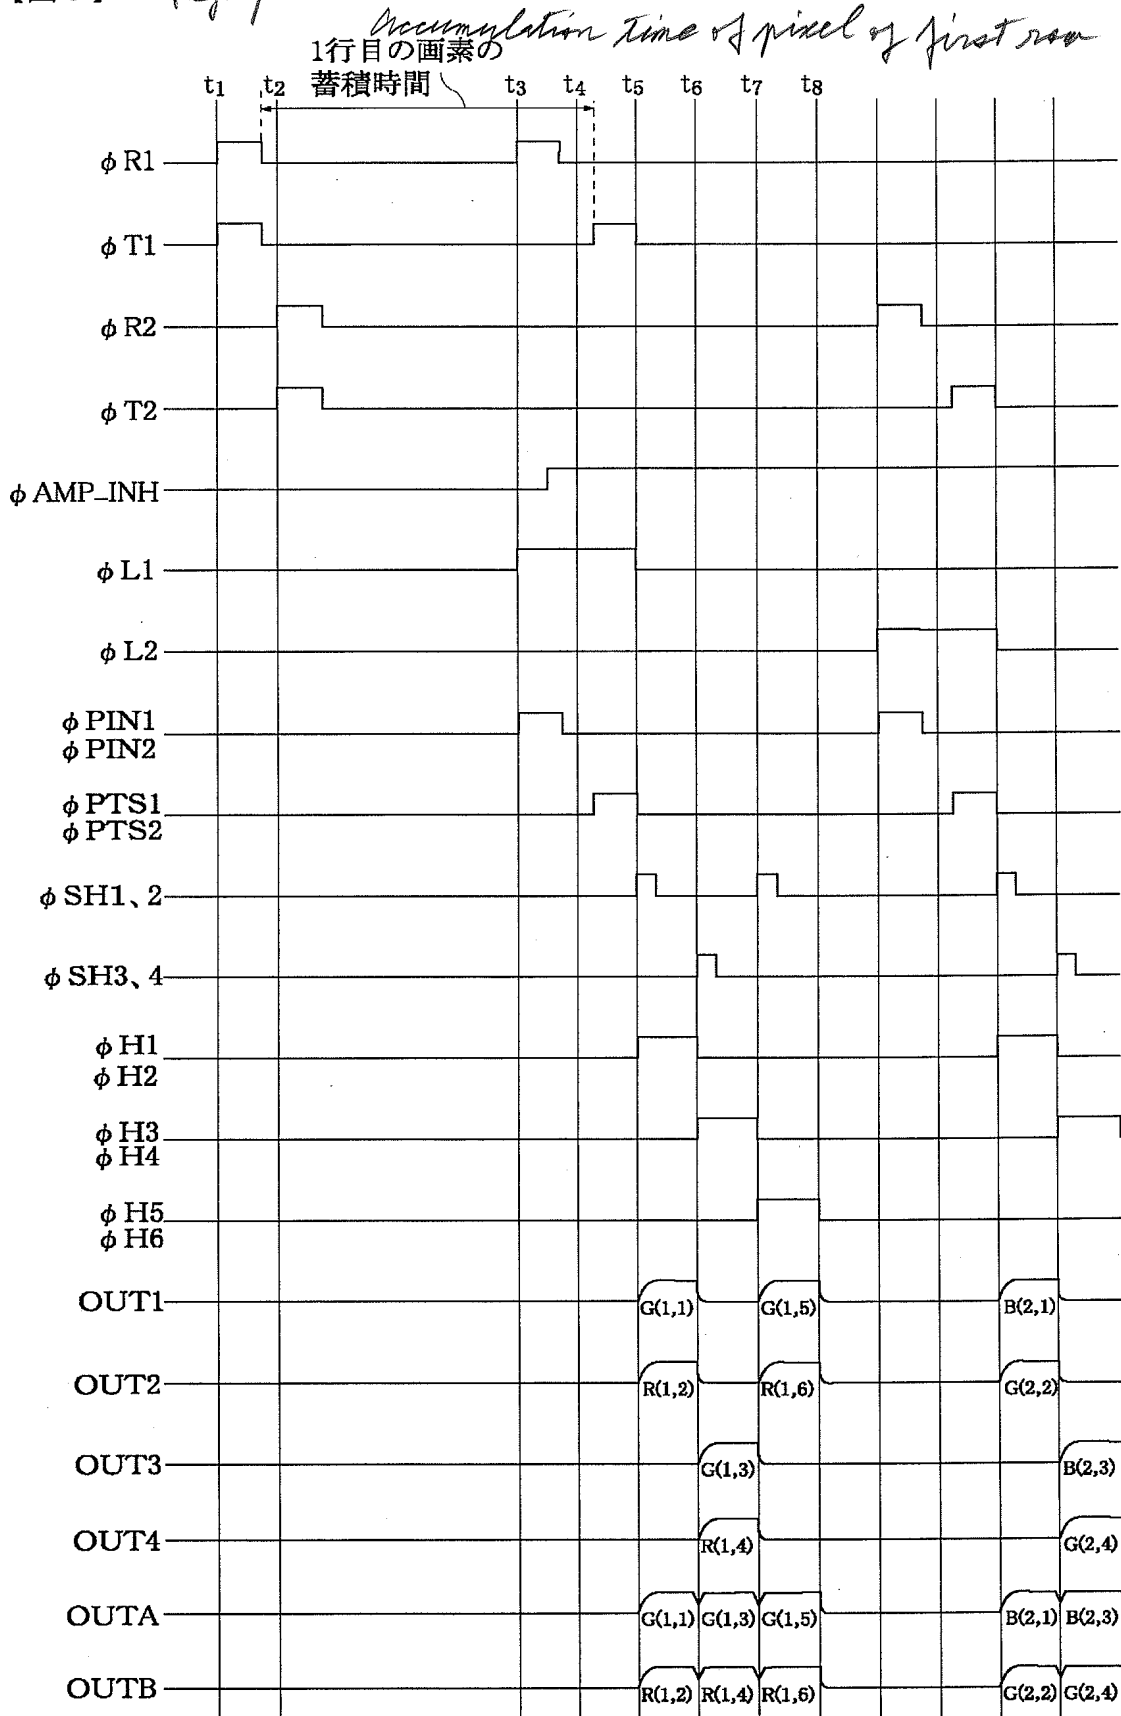 Accumulation time of pixel of first row
1行目の画素の
蓄積時間
t1 t2 t3 t4 t5 t6 t7 t8
φR1
φT1
φR2
φT2
φAMP_INH
φL1
φL2
φPIN1
φPIN2
φPTS1
φPTS2
φSH1、2
φSH3、4
φH1
φH2
φH3
φH4
φH5
φH6
OUT1 G(1,1) G(1,5) B(2,1)
OUT2 R(1,2) R(1,6) G(2,2)
OUT3 G(1,3) B(2,3)
OUT4 R(1,4) G(2,4)
OUTA G(1,1) G(1,3) G(1,5) B(2,1) B(2,3)
OUTB R(1,2) R(1,4) R(1,6) G(2,2) G(2,4)